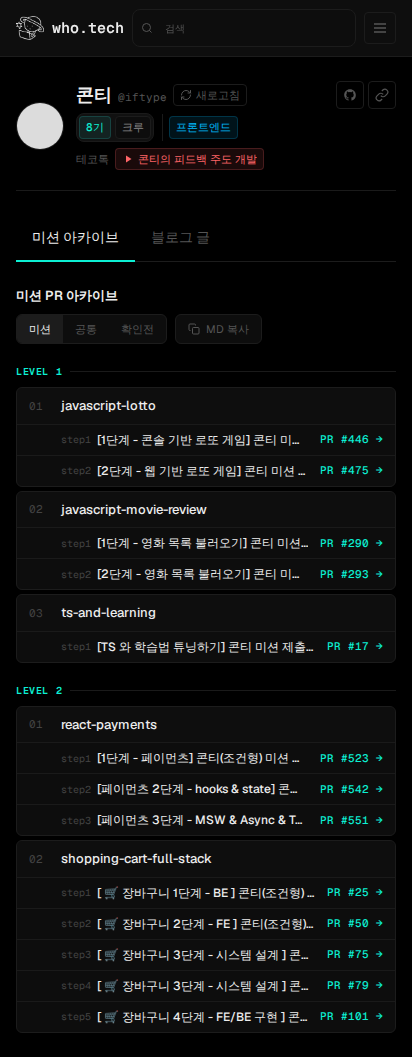 who.tech
검색
콘티 @iftype 새로고침
8기 크루 프론트엔드
테코톡 콘티의 피드백 주도 개발
미션 아카이브 블로그 글
미션 PR 아카이브
미션 공통 확인전 MD 복사
LEVEL 1
01 javascript-lotto
step1 [1단계 - 콘솔 기반 로또 게임] 콘티 미... PR #446 →
step2 [2단계 - 웹 기반 로또 게임] 콘티 미션 ... PR #475 →
02 javascript-movie-review
step1 [1단계 - 영화 목록 불러오기] 콘티 미션... PR #290 →
step2 [2단계 - 영화 목록 불러오기] 콘티 미... PR #293 →
03 ts-and-learning
step1 [TS 와 학습법 튜닝하기] 콘티 미션 제출... PR #17 →
LEVEL 2
01 react-payments
step1 [1단계 - 페이먼츠] 콘티(조건형) 미션 ... PR #523 →
step2 [페이먼츠 2단계 - hooks & state] 콘... PR #542 →
step3 [페이먼츠 3단계 - MSW & Async & T... PR #551 →
02 shopping-cart-full-stack
step1 [ 🛒 장바구니 1단계 - BE ] 콘티(조건형) ... PR #25 →
step2 [ 🛒 장바구니 2단계 - FE ] 콘티(조건형)... PR #50 →
step3 [ 🛒 장바구니 3단계 - 시스템 설계 ] 콘... PR #75 →
step4 [ 🛒 장바구니 3단계 - 시스템 설계 ] 콘... PR #79 →
step5 [ 🛒 장바구니 4단계 - FE/BE 구현 ] 콘... PR #101 →